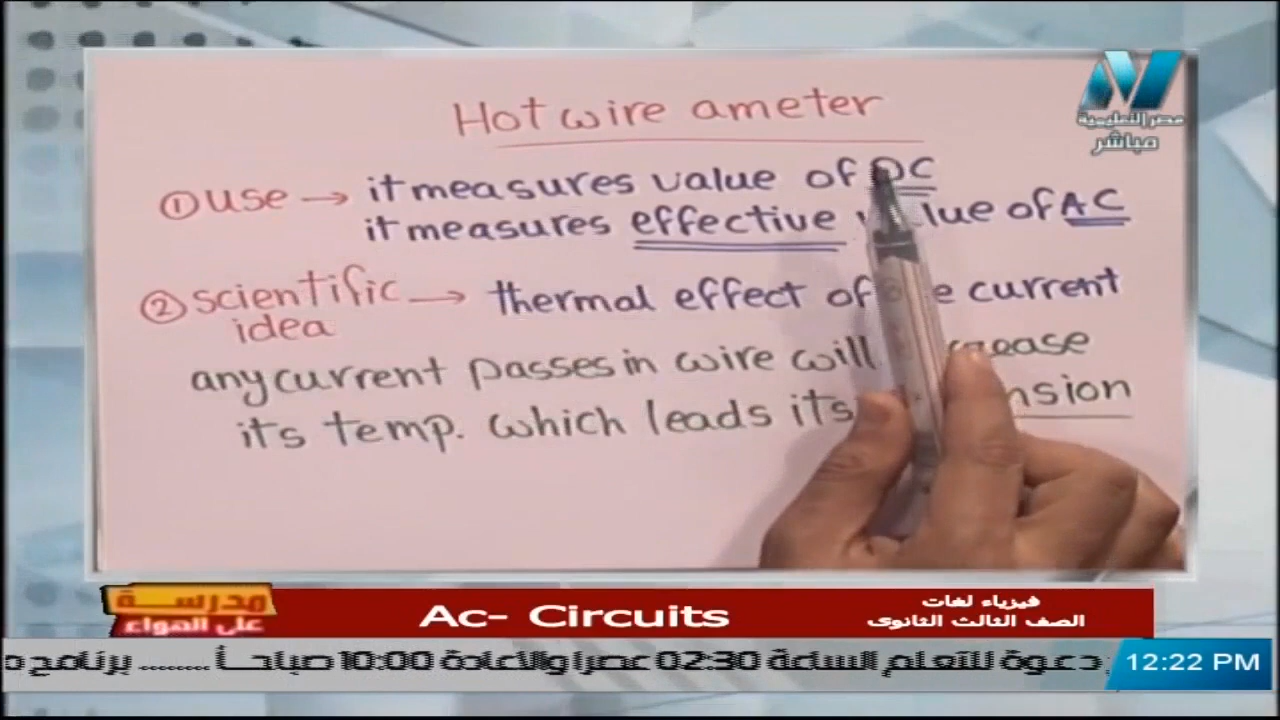 Hot wire ameter
① use → it measures value of DC
it measures effective value of AC
② scientific → thermal effect of current
idea
any current passes in wire will
its temp. which leads its
مصر التعليمية
مباشر
مدرسة
على الهواء
Ac- Circuits
فيزياء لغات
الصف الثالث الثانوى
دعوة للتعلم الساعة 02:30 عصرا والاعادة 10:00 صباحـأ ........ برنامج
12:22 PM